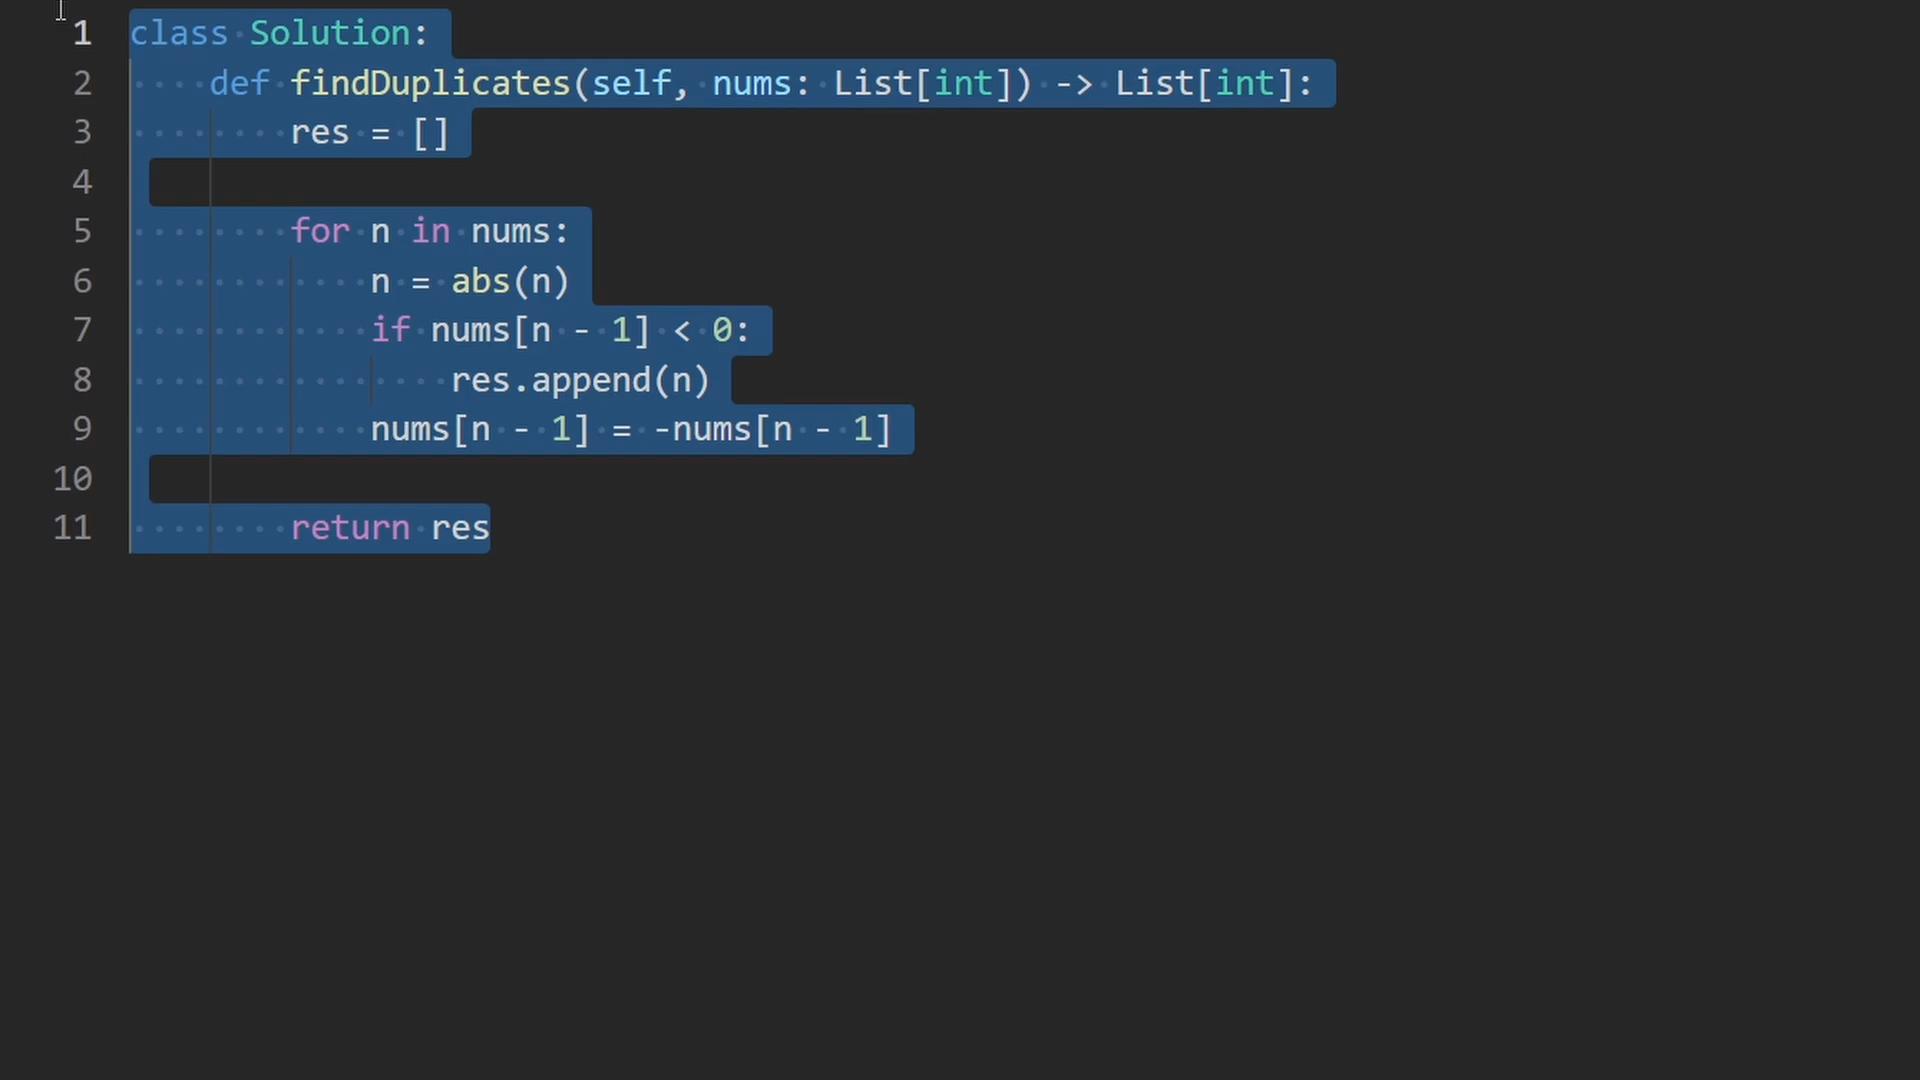 1 class Solution:
2 def findDuplicates(self, nums: List[int]) -> List[int]:
3 res = []
4
5 for n in nums:
6 n = abs(n)
7 if nums[n - 1] < 0:
8 res.append(n)
9 nums[n - 1] = -nums[n - 1]
10
11 return res